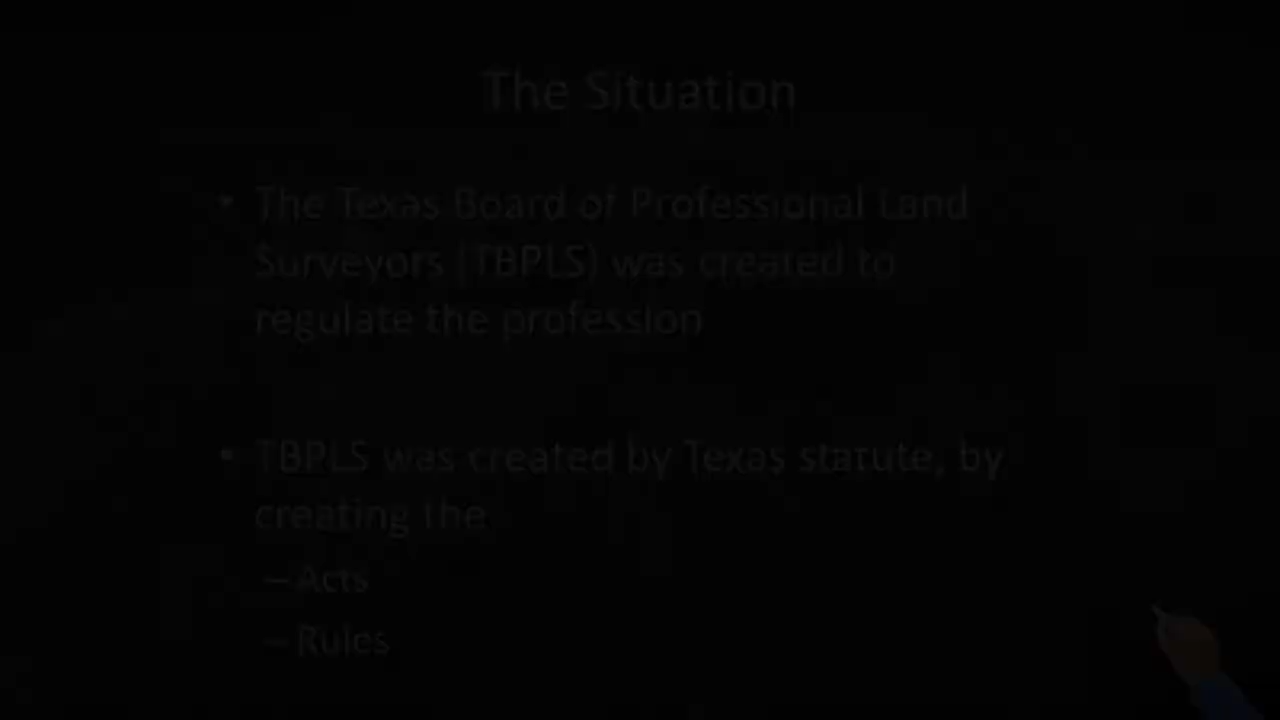 The Situation
• The Texas Board of Professional Land
Surveyors (TBPLS) was created to
regulate the profession
• TBPLS was created by Texas statute, by
creating the
– Acts
– Rules